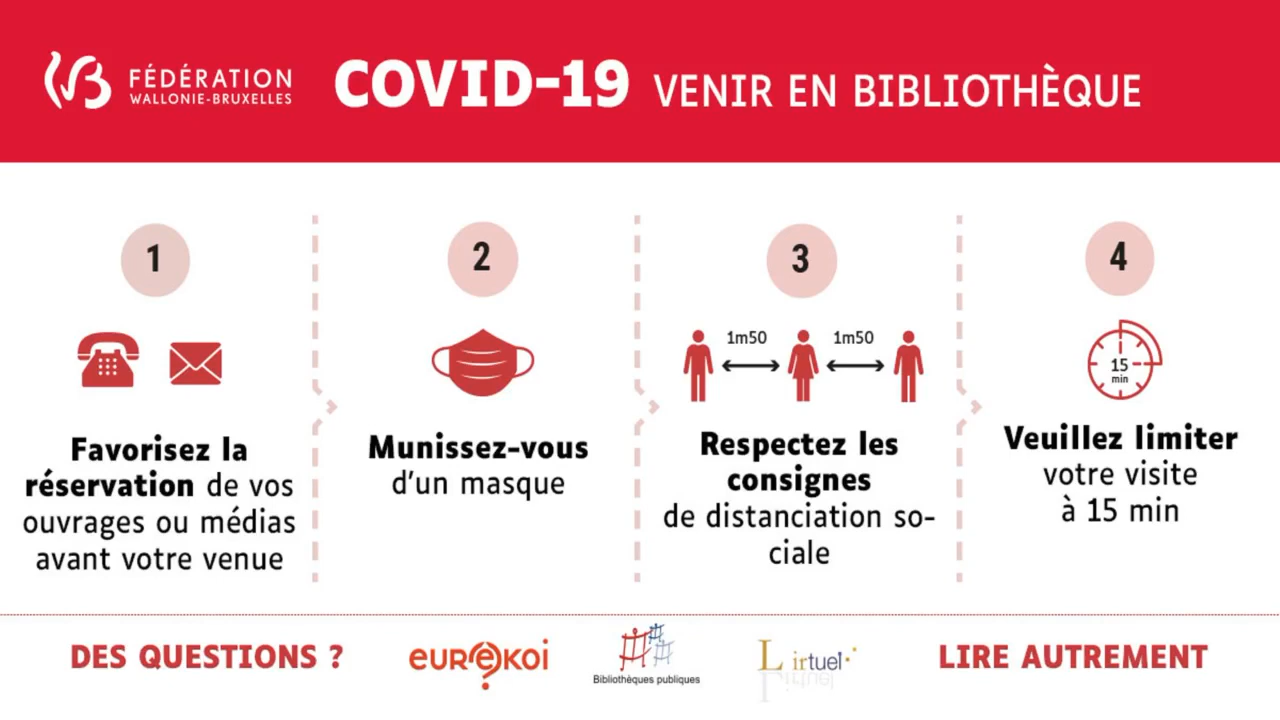 FÉDÉRATION
WALLONIE-BRUXELLES
COVID-19 VENIR EN BIBLIOTHÈQUE
1
Favorisez la
réservation de vos
ouvrages ou médias
avant votre venue
2
Munissez-vous
d'un masque
3
1m50 1m50
Respectez les
consignes
de distanciation so-
ciale
4
15
min
Veuillez limiter
votre visite
à 15 min
DES QUESTIONS ?
eurêkoi
Bibliothèques publiques
Lirtuel
LIRE AUTREMENT